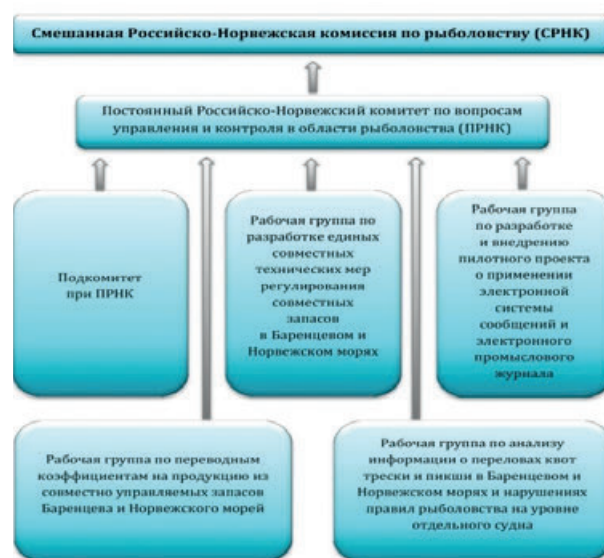 Смешанная Российско-Норвежская комиссия по рыболовству (СРНК)
Постоянный Российско-Норвежский комитет по вопросам
управления и контроля в области рыболовства (ПРНК)
Подкомитет
при ПРНК
Рабочая группа по
разработке единых
совместных
технических мер
регулирования
совместных
запасов
в Баренцевом и
Норвежском морях
Рабочая группа
по разработке
и внедрению
пилотного проекта
о применении
электронной
системы
сообщений и
электронного
промыслового
журнала
Рабочая группа по переводным
коэффициентам на продукцию из
совместно управляемых запасов
Баренцева и Норвежского морей
Рабочая группа по анализу
информации о переловах квот
трески и пикши в Баренцевом и
Норвежском морях и нарушениях
правил рыболовства на уровне
отдельного судна